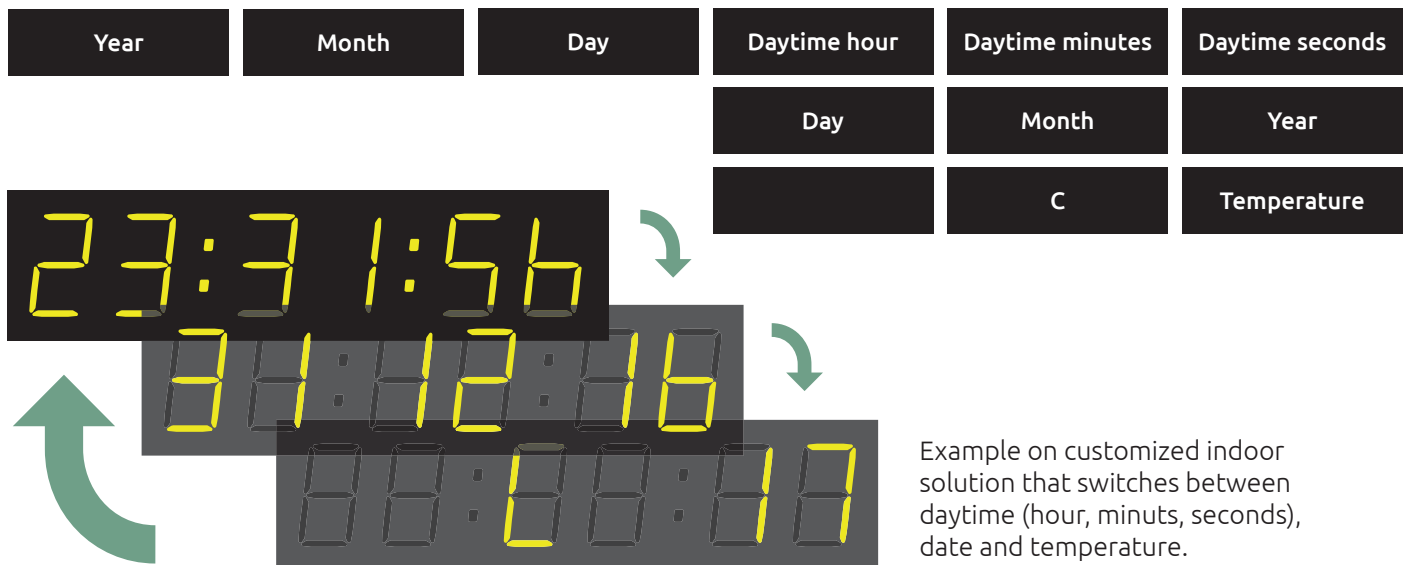 Year Month Day Daytime hour Daytime minutes Daytime seconds
Day Month Year
C Temperature
23:31:56
31 12 16
C 17
Example on customized indoor
solution that switches between
daytime (hour, minuts, seconds),
date and temperature.